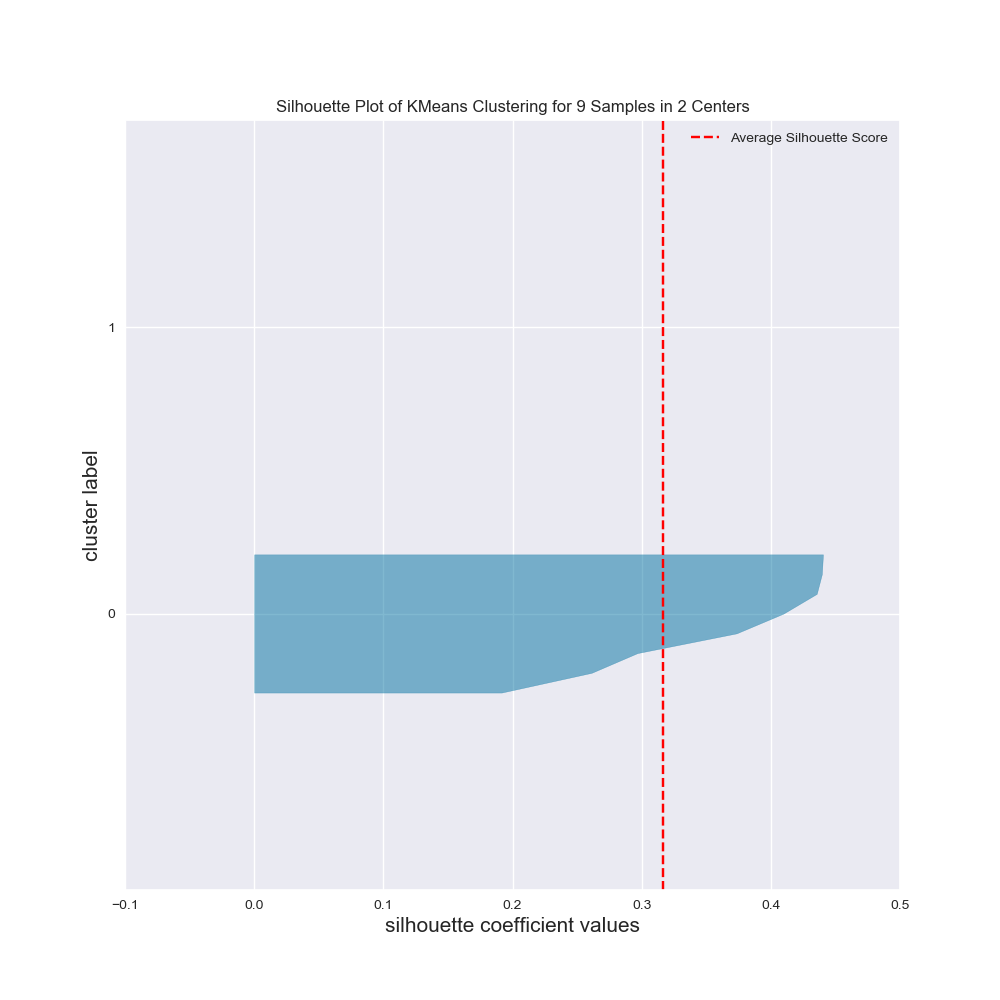 Silhouette Plot of KMeans Clustering for 9 Samples in 2 Centers
Average Silhouette Score
1
cluster label
0
−0.1 0.0 0.1 0.2 0.3 0.4 0.5
silhouette coefficient values